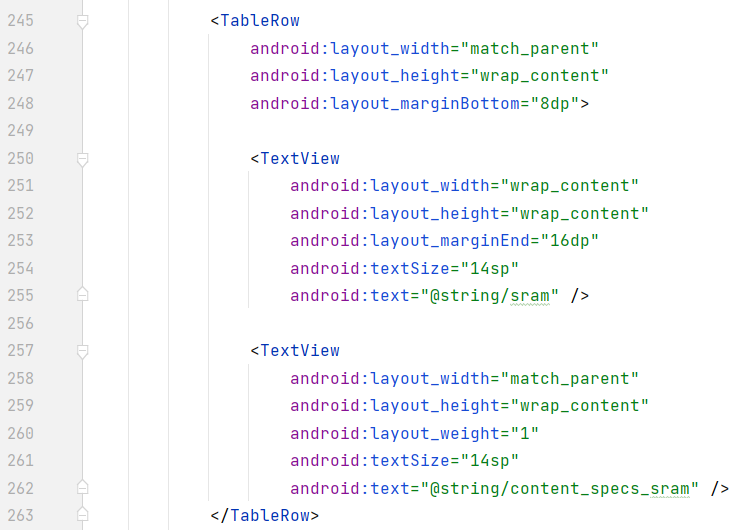 245 <TableRow
246 android:layout_width="match_parent"
247 android:layout_height="wrap_content"
248 android:layout_marginBottom="8dp">
249
250 <TextView
251 android:layout_width="wrap_content"
252 android:layout_height="wrap_content"
253 android:layout_marginEnd="16dp"
254 android:textSize="14sp"
255 android:text="@string/sram" />
256
257 <TextView
258 android:layout_width="match_parent"
259 android:layout_height="wrap_content"
260 android:layout_weight="1"
261 android:textSize="14sp"
262 android:text="@string/content_specs_sram" />
263 </TableRow>